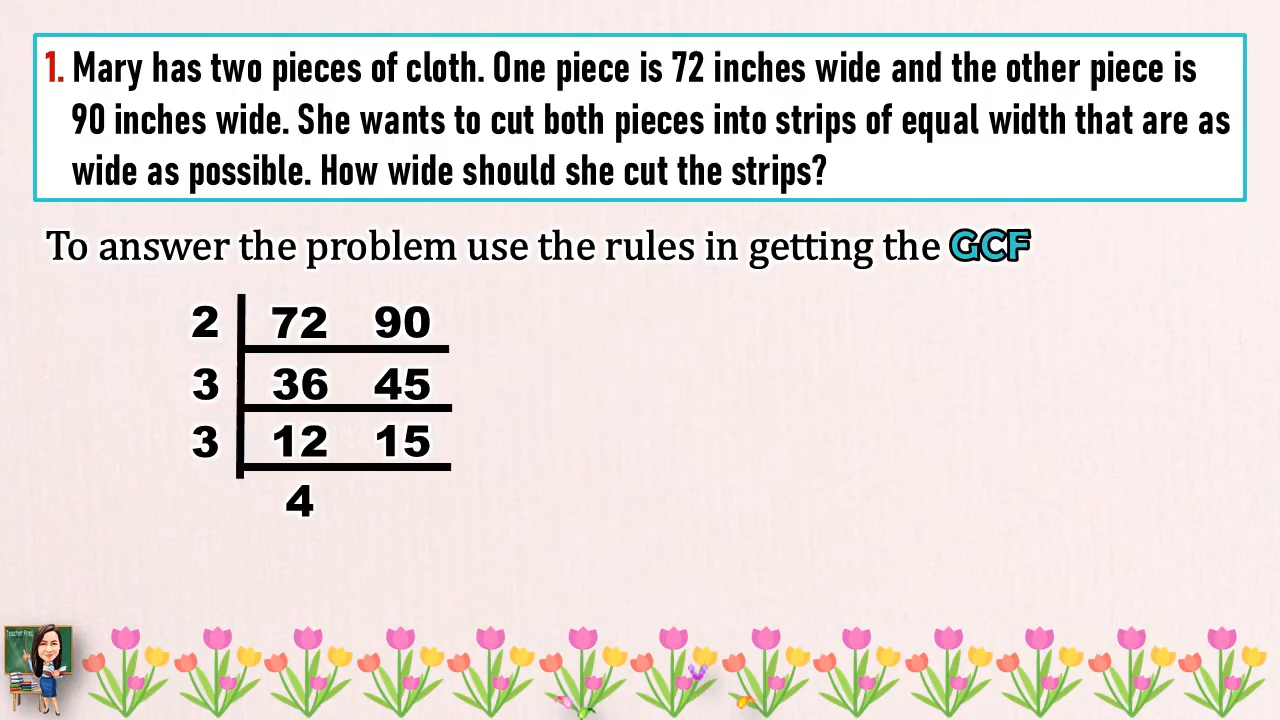 1. Mary has two pieces of cloth. One piece is 72 inches wide and the other piece is
90 inches wide. She wants to cut both pieces into strips of equal width that are as
wide as possible. How wide should she cut the strips?
To answer the problem use the rules in getting the GCF
2 72 90
3 36 45
3 12 15
4